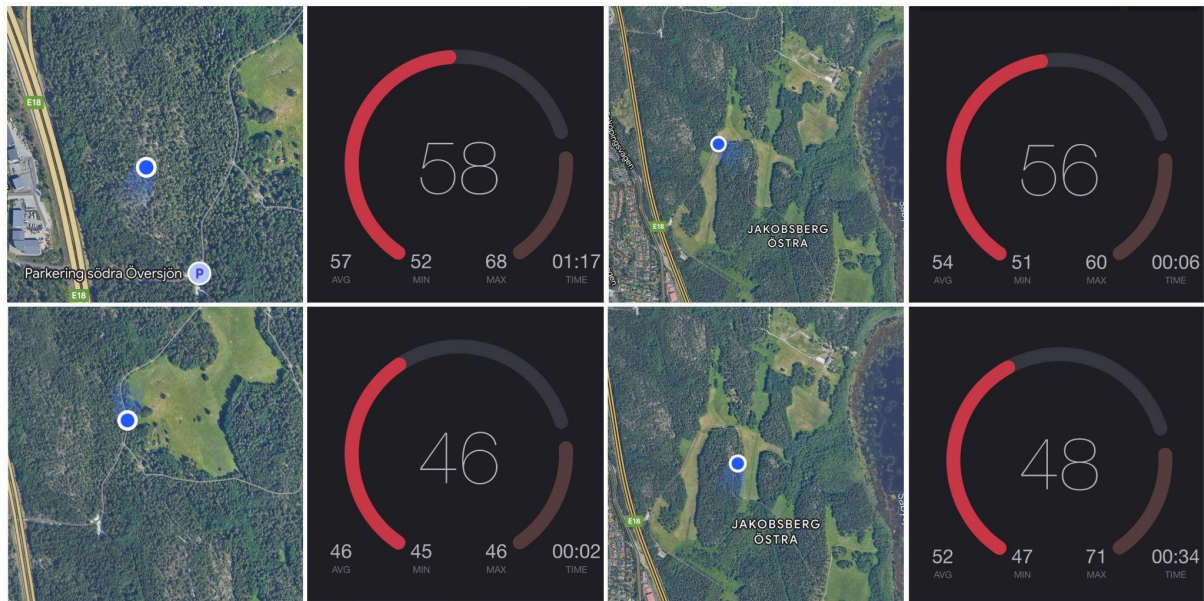 E18
Parkering södra Översjön
P
E18
58
57 52 68 01:17
AVG MIN MAX TIME
E18
JAKOBSBERG
ÖSTRA
56
54 51 60 00:06
AVG MIN MAX TIME
46
46 45 46 00:02
AVG MIN MAX TIME
E18
JAKOBSBERG
ÖSTRA
48
52 47 71 00:34
AVG MIN MAX TIME